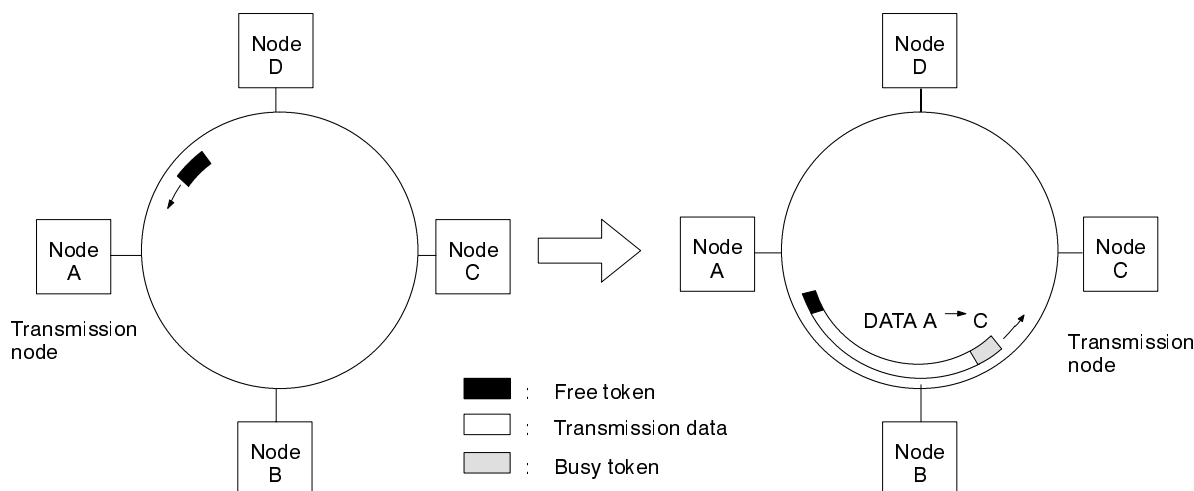 Node
D
Node
A
Node
C
Transmission
node
Node
B
Node
D
Node
A
Node
C
DATA A → C
Transmission
node
Node
B
: Free token
: Transmission data
: Busy token